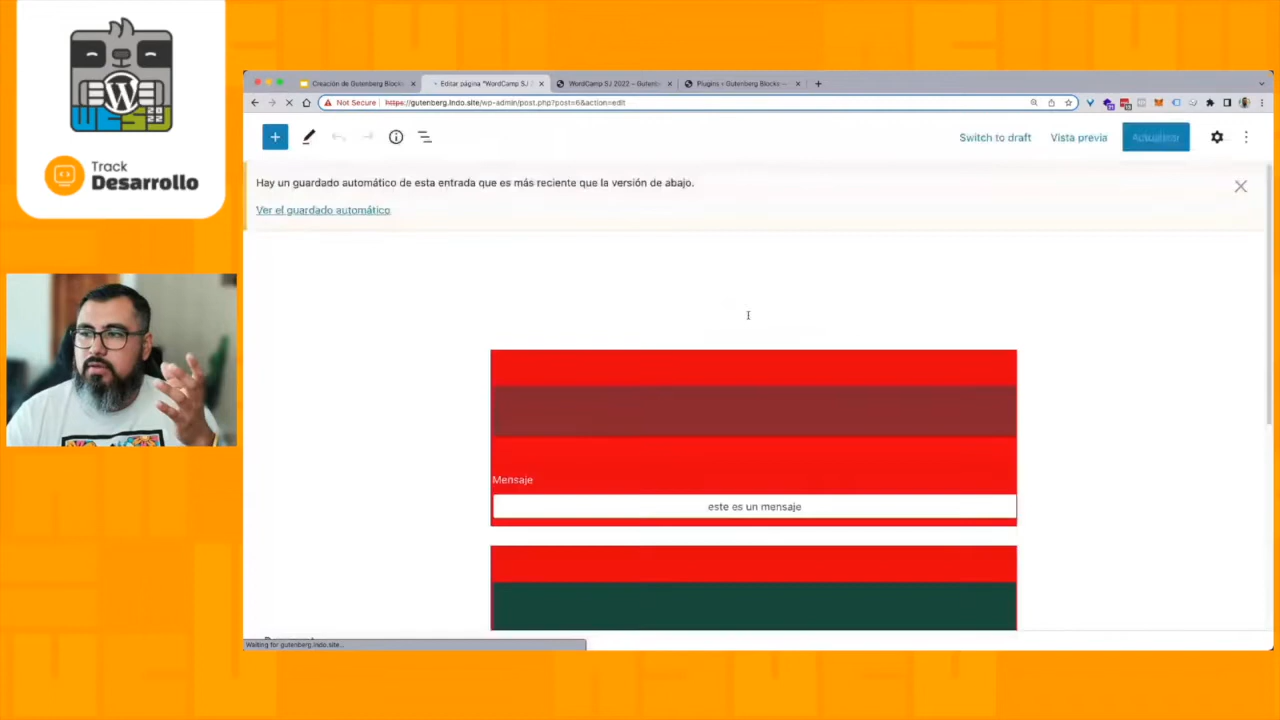 WCSJ
2022
Track
Desarrollo
Creación de Gutenberg Blocks
Editar página "WordCamp SJ
WordCamp SJ 2022 – Gutenb
Plugins ‹ Gutenberg Blocks —
Not Secure
https://gutenberg.lndo.site/wp-admin/post.php?post=6&action=edit
Switch to draft
Vista previa
Actualizar
Hay un guardado automático de esta entrada que es más reciente que la versión de abajo.
Ver el guardado automático
Mensaje
este es un mensaje
Waiting for gutenberg.lndo.site...